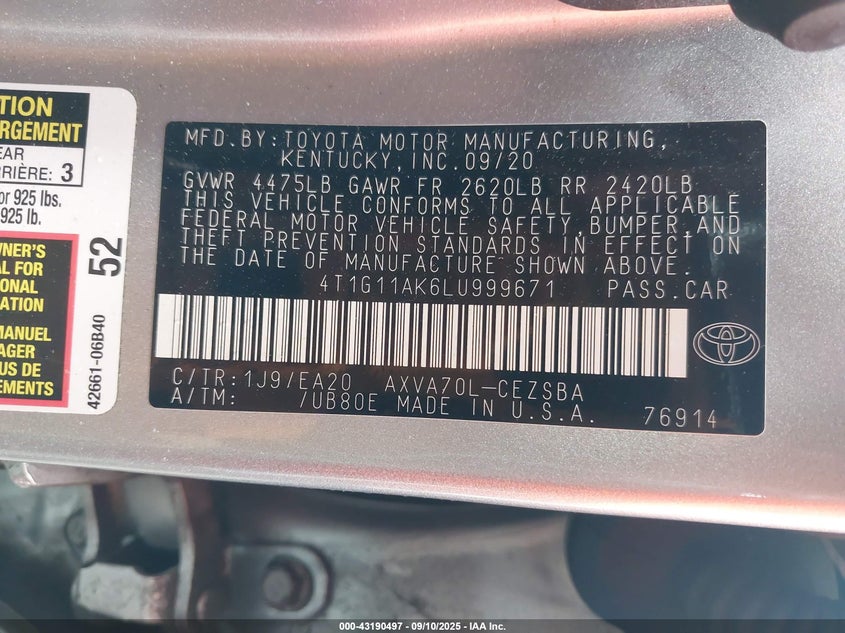 TION
RGEMENT
EAR
RRIÈRE: 3
or 925 lbs.
925 lb.
WNER'S
AL FOR
IONAL
ATION
MANUEL
AGER
US DE
EMENTS
52
42661-06B40
MFD.BY:TOYOTA MOTOR MANUFACTURING,
KENTUCKY,INC.09/20
GVWR 4475LB GAWR FR 2620LB RR 2420LB
THIS VEHICLE CONFORMS TO ALL APPLICABLE
FEDERAL MOTOR VEHICLE SAFETY,BUMPER,AND
THEFT PREVENTION STANDARDS IN EFFECT ON
THE DATE OF MANUFACTURE SHOWN ABOVE.
4T1G11AK6LU999671 PASS.CAR
C/TR:1J9/EA20 AXVA70L-CEZSBA
A/TM: /UB80E MADE IN U.S.A. 76914
000-43190497 - 09/10/2025 - IAA Inc.